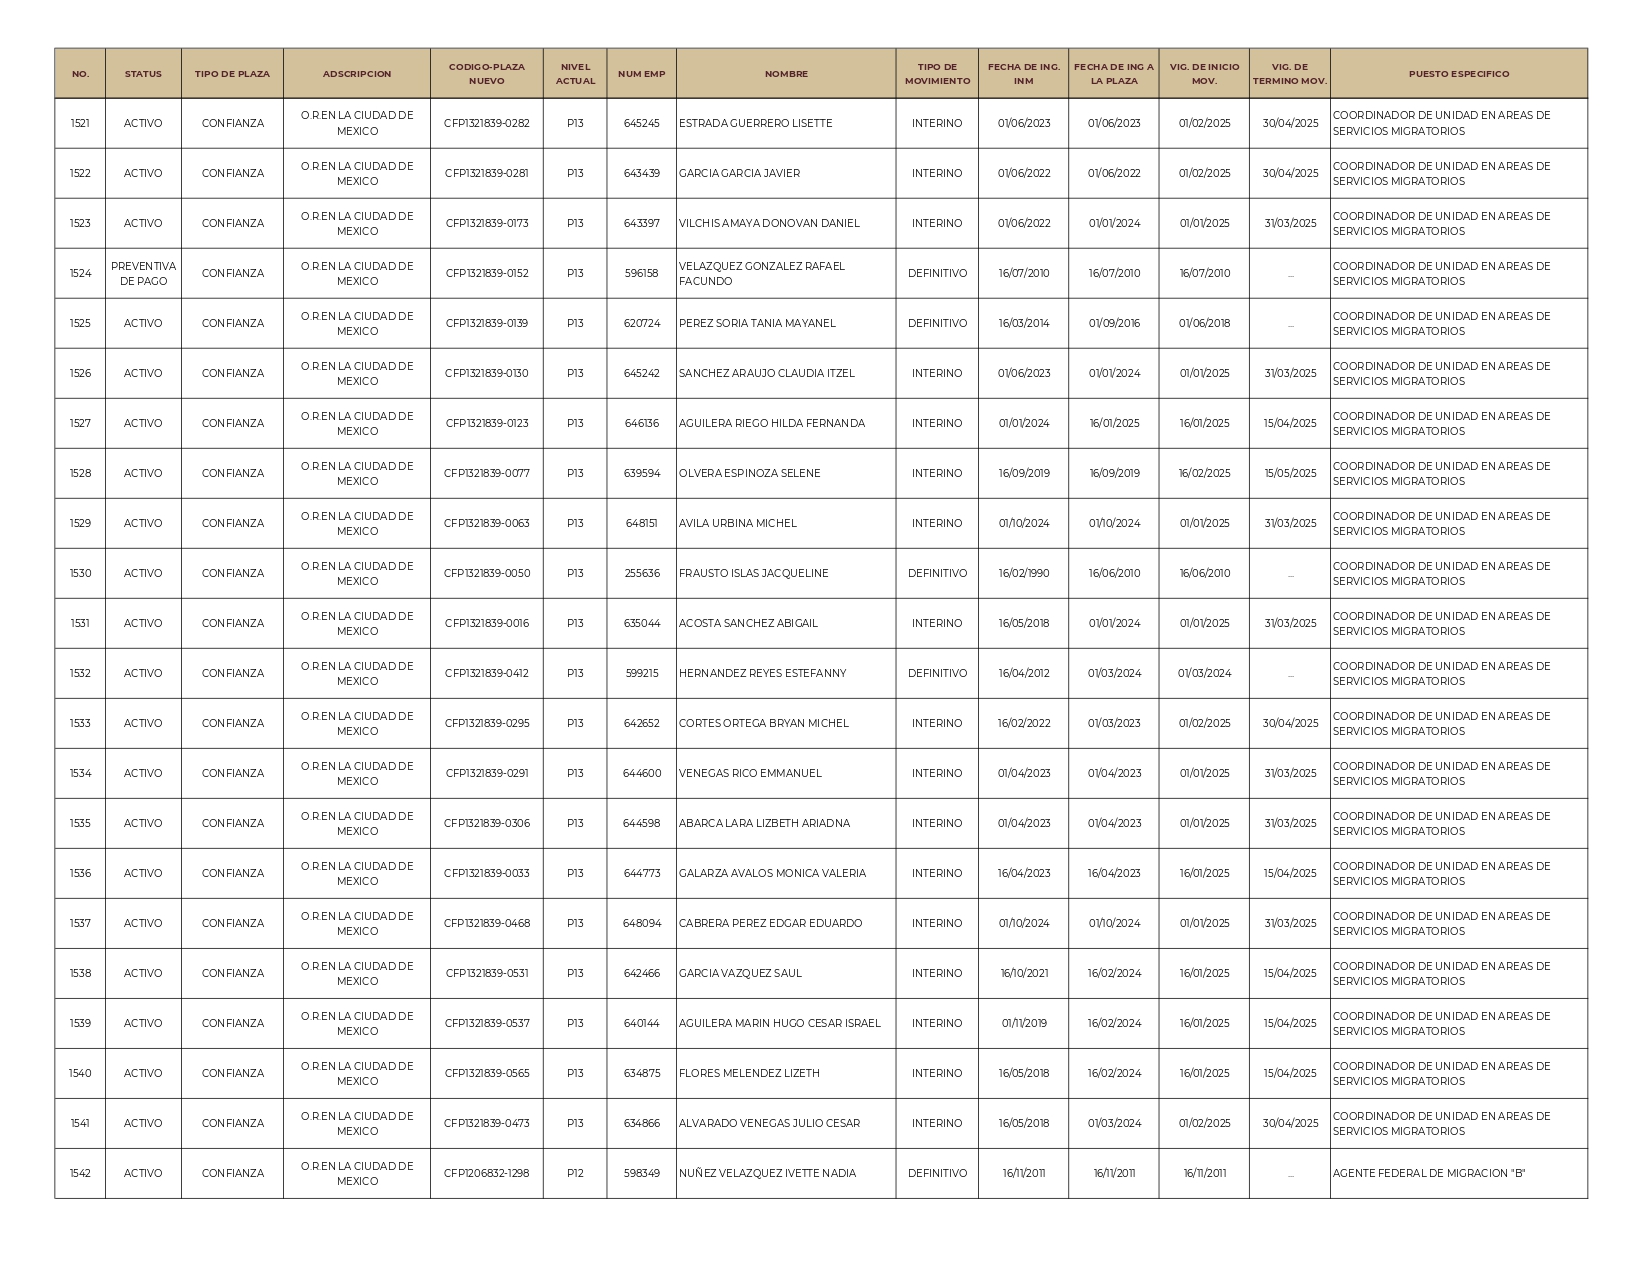 NO. STATUS TIPO DE PLAZA ADSCRIPCION CODIGO-PLAZA NUEVO NIVEL ACTUAL NUM EMP NOMBRE TIPO DE MOVIMIENTO FECHA DE ING. INM FECHA DE ING A LA PLAZA VIG. DE INICIO MOV. VIG. DE TERMINO MOV. PUESTO ESPECIFICO
1521 ACTIVO CONFIANZA O.R.EN LA CIUDAD DE MEXICO CFP1321839-0282 P13 645245 ESTRADA GUERRERO LISETTE INTERINO 01/06/2023 01/06/2023 01/02/2025 30/04/2025 COORDINADOR DE UNIDAD EN AREAS DE SERVICIOS MIGRATORIOS
1522 ACTIVO CONFIANZA O.R.EN LA CIUDAD DE MEXICO CFP1321839-0281 P13 643439 GARCIA GARCIA JAVIER INTERINO 01/06/2022 01/06/2022 01/02/2025 30/04/2025 COORDINADOR DE UNIDAD EN AREAS DE SERVICIOS MIGRATORIOS
1523 ACTIVO CONFIANZA O.R.EN LA CIUDAD DE MEXICO CFP1321839-0173 P13 643397 VILCHIS AMAYA DONOVAN DANIEL INTERINO 01/06/2022 01/01/2024 01/01/2025 31/03/2025 COORDINADOR DE UNIDAD EN AREAS DE SERVICIOS MIGRATORIOS
1524 PREVENTIVA DE PAGO CONFIANZA O.R.EN LA CIUDAD DE MEXICO CFP1321839-0152 P13 596158 VELAZQUEZ GONZALEZ RAFAEL FACUNDO DEFINITIVO 16/07/2010 16/07/2010 16/07/2010 ... COORDINADOR DE UNIDAD EN AREAS DE SERVICIOS MIGRATORIOS
1525 ACTIVO CONFIANZA O.R.EN LA CIUDAD DE MEXICO CFP1321839-0139 P13 620724 PEREZ SORIA TANIA MAYANEL DEFINITIVO 16/03/2014 01/09/2016 01/06/2018 ... COORDINADOR DE UNIDAD EN AREAS DE SERVICIOS MIGRATORIOS
1526 ACTIVO CONFIANZA O.R.EN LA CIUDAD DE MEXICO CFP1321839-0130 P13 645242 SANCHEZ ARAUJO CLAUDIA ITZEL INTERINO 01/06/2023 01/01/2024 01/01/2025 31/03/2025 COORDINADOR DE UNIDAD EN AREAS DE SERVICIOS MIGRATORIOS
1527 ACTIVO CONFIANZA O.R.EN LA CIUDAD DE MEXICO CFP1321839-0123 P13 646136 AGUILERA RIEGO HILDA FERNANDA INTERINO 01/01/2024 16/01/2025 16/01/2025 15/04/2025 COORDINADOR DE UNIDAD EN AREAS DE SERVICIOS MIGRATORIOS
1528 ACTIVO CONFIANZA O.R.EN LA CIUDAD DE MEXICO CFP1321839-0077 P13 639594 OLVERA ESPINOZA SELENE INTERINO 16/09/2019 16/09/2019 16/02/2025 15/05/2025 COORDINADOR DE UNIDAD EN AREAS DE SERVICIOS MIGRATORIOS
1529 ACTIVO CONFIANZA O.R.EN LA CIUDAD DE MEXICO CFP1321839-0063 P13 648151 AVILA URBINA MICHEL INTERINO 01/10/2024 01/10/2024 01/01/2025 31/03/2025 COORDINADOR DE UNIDAD EN AREAS DE SERVICIOS MIGRATORIOS
1530 ACTIVO CONFIANZA O.R.EN LA CIUDAD DE MEXICO CFP1321839-0050 P13 255636 FRAUSTO ISLAS JACQUELINE DEFINITIVO 16/02/1990 16/06/2010 16/06/2010 ... COORDINADOR DE UNIDAD EN AREAS DE SERVICIOS MIGRATORIOS
1531 ACTIVO CONFIANZA O.R.EN LA CIUDAD DE MEXICO CFP1321839-0016 P13 635044 ACOSTA SANCHEZ ABIGAIL INTERINO 16/05/2018 01/01/2024 01/01/2025 31/03/2025 COORDINADOR DE UNIDAD EN AREAS DE SERVICIOS MIGRATORIOS
1532 ACTIVO CONFIANZA O.R.EN LA CIUDAD DE MEXICO CFP1321839-0412 P13 599215 HERNANDEZ REYES ESTEFANNY DEFINITIVO 16/04/2012 01/03/2024 01/03/2024 ... COORDINADOR DE UNIDAD EN AREAS DE SERVICIOS MIGRATORIOS
1533 ACTIVO CONFIANZA O.R.EN LA CIUDAD DE MEXICO CFP1321839-0295 P13 642652 CORTES ORTEGA BRYAN MICHEL INTERINO 16/02/2022 01/03/2023 01/02/2025 30/04/2025 COORDINADOR DE UNIDAD EN AREAS DE SERVICIOS MIGRATORIOS
1534 ACTIVO CONFIANZA O.R.EN LA CIUDAD DE MEXICO CFP1321839-0291 P13 644600 VENEGAS RICO EMMANUEL INTERINO 01/04/2023 01/04/2023 01/01/2025 31/03/2025 COORDINADOR DE UNIDAD EN AREAS DE SERVICIOS MIGRATORIOS
1535 ACTIVO CONFIANZA O.R.EN LA CIUDAD DE MEXICO CFP1321839-0306 P13 644598 ABARCA LARA LIZBETH ARIADNA INTERINO 01/04/2023 01/04/2023 01/01/2025 31/03/2025 COORDINADOR DE UNIDAD EN AREAS DE SERVICIOS MIGRATORIOS
1536 ACTIVO CONFIANZA O.R.EN LA CIUDAD DE MEXICO CFP1321839-0033 P13 644773 GALARZA AVALOS MONICA VALERIA INTERINO 16/04/2023 16/04/2023 16/01/2025 15/04/2025 COORDINADOR DE UNIDAD EN AREAS DE SERVICIOS MIGRATORIOS
1537 ACTIVO CONFIANZA O.R.EN LA CIUDAD DE MEXICO CFP1321839-0468 P13 648094 CABRERA PEREZ EDGAR EDUARDO INTERINO 01/10/2024 01/10/2024 01/01/2025 31/03/2025 COORDINADOR DE UNIDAD EN AREAS DE SERVICIOS MIGRATORIOS
1538 ACTIVO CONFIANZA O.R.EN LA CIUDAD DE MEXICO CFP1321839-0531 P13 642466 GARCIA VAZQUEZ SAUL INTERINO 16/10/2021 16/02/2024 16/01/2025 15/04/2025 COORDINADOR DE UNIDAD EN AREAS DE SERVICIOS MIGRATORIOS
1539 ACTIVO CONFIANZA O.R.EN LA CIUDAD DE MEXICO CFP1321839-0537 P13 640144 AGUILERA MARIN HUGO CESAR ISRAEL INTERINO 01/11/2019 16/02/2024 16/01/2025 15/04/2025 COORDINADOR DE UNIDAD EN AREAS DE SERVICIOS MIGRATORIOS
1540 ACTIVO CONFIANZA O.R.EN LA CIUDAD DE MEXICO CFP1321839-0565 P13 634875 FLORES MELENDEZ LIZETH INTERINO 16/05/2018 16/02/2024 16/01/2025 15/04/2025 COORDINADOR DE UNIDAD EN AREAS DE SERVICIOS MIGRATORIOS
1541 ACTIVO CONFIANZA O.R.EN LA CIUDAD DE MEXICO CFP1321839-0473 P13 634866 ALVARADO VENEGAS JULIO CESAR INTERINO 16/05/2018 01/03/2024 01/02/2025 30/04/2025 COORDINADOR DE UNIDAD EN AREAS DE SERVICIOS MIGRATORIOS
1542 ACTIVO CONFIANZA O.R.EN LA CIUDAD DE MEXICO CFP1206832-1298 P12 598349 NUÑEZ VELAZQUEZ IVETTE NADIA DEFINITIVO 16/11/2011 16/11/2011 16/11/2011 ... AGENTE FEDERAL DE MIGRACION "B"